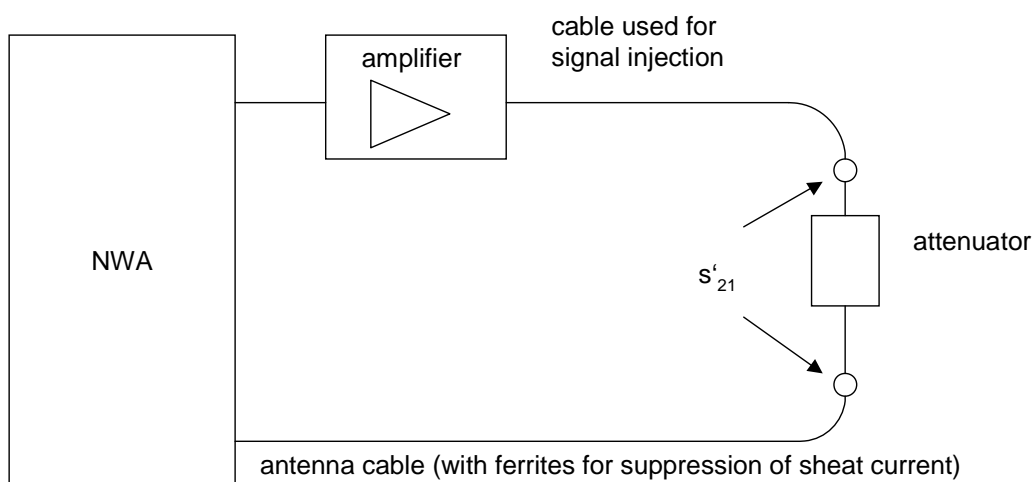 cable used for
signal injection
amplifier
attenuator
NWA
s‘21
antenna cable (with ferrites for suppression of sheat current)